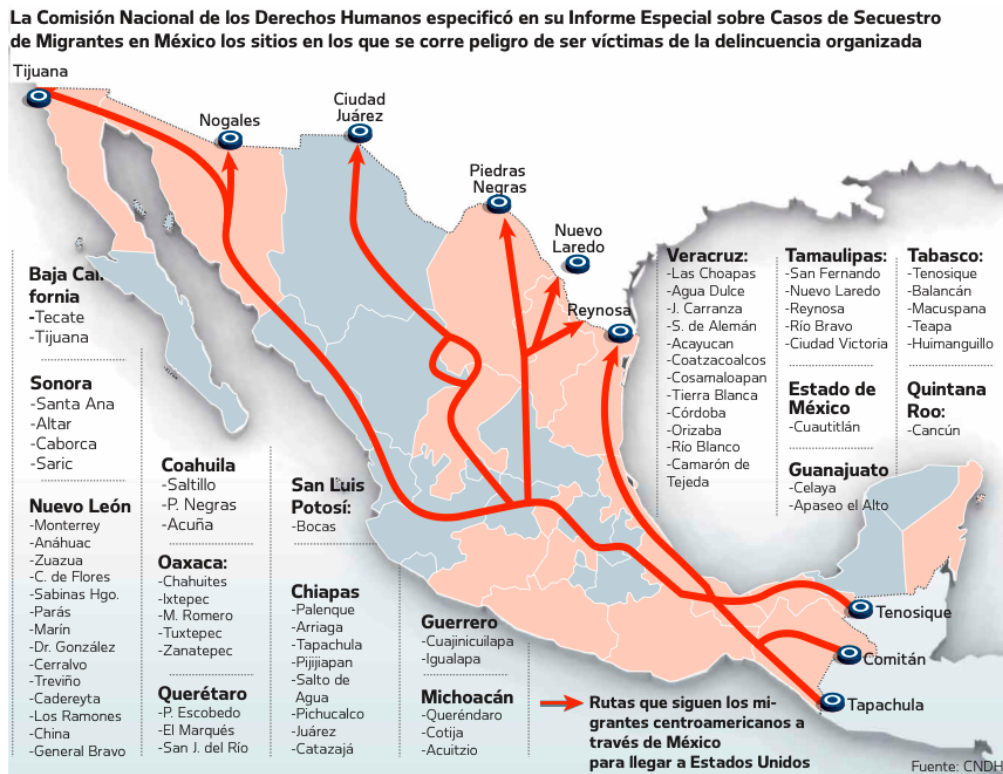 La Comisión Nacional de los Derechos Humanos especificó en su Informe Especial sobre Casos de Secuestro
de Migrantes en México los sitios en los que se corre peligro de ser víctimas de la delincuencia organizada
Tijuana
Nogales
Ciudad
Juárez
Piedras
Negras
Nuevo
Laredo
Reynosa
Baja Cali
fornia
-Tecate
-Tijuana
Sonora
-Santa Ana
-Altar
-Caborca
-Saric
Nuevo León
-Monterrey
-Anáhuac
-Zuazua
-C. de Flores
-Sabinas Hgo.
-Parás
-Marín
-Dr. González
-Cerralvo
-Treviño
-Cadereyta
-Los Ramones
-China
-General Bravo
Coahuila
-Saltillo
-P. Negras
-Acuña
Oaxaca:
-Chahuites
-Ixtepec
-M. Romero
-Tuxtepec
-Zanatepec
Querétaro
-P. Escobedo
-El Marqués
-San J. del Río
San Luis
Potosí:
-Bocas
Chiapas
-Palenque
-Arriaga
-Tapachula
-Pijijiapan
-Salto de
Agua
-Pichucalco
-Juárez
-Catazajá
Guerrero
-Cuajinicuilapa
-Igualapa
Michoacán
-Queréndaro
-Cotija
-Acuitzio
Veracruz:
-Las Choapas
-Agua Dulce
-J. Carranza
-S. de Alemán
-Acayucan
-Coatzacoalcos
-Cosamaloapan
-Tierra Blanca
-Córdoba
-Orizaba
-Río Blanco
-Camarón de
Tejeda
Tamaulipas:
-San Fernando
-Nuevo Laredo
-Reynosa
-Río Bravo
-Ciudad Victoria
Estado de
México
-Cuautitlán
Guanajuato
-Celaya
-Apaseo el Alto
Tabasco:
-Tenosique
-Balancán
-Macuspana
-Teapa
-Huimanguillo
Quintana
Roo:
-Cancún
Tenosique
Comitán
Tapachula
Rutas que siguen los mi-
grantes centroamericanos a
través de México
para llegar a Estados Unidos
Fuente: CNDH